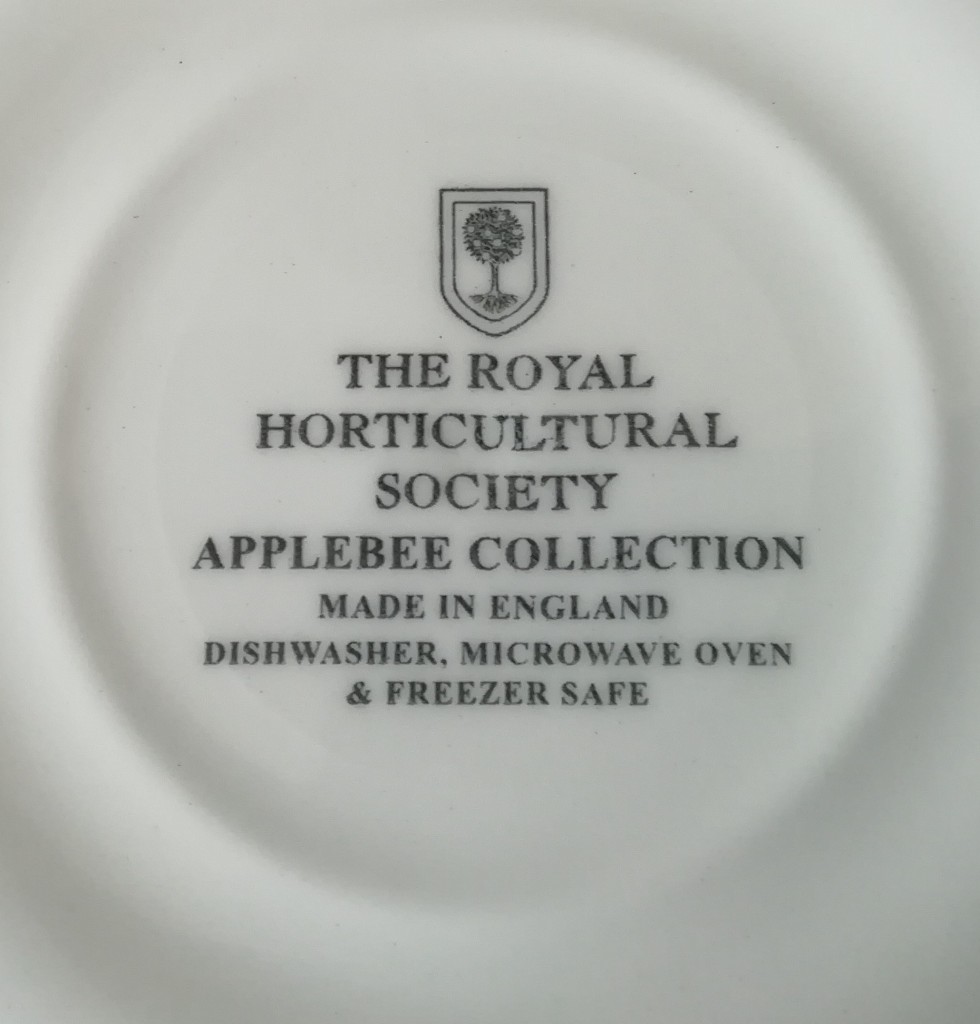 THE ROYAL
HORTICULTURAL
SOCIETY
APPLEBEE COLLECTION
MADE IN ENGLAND
DISHWASHER, MICROWAVE OVEN
& FREEZER SAFE